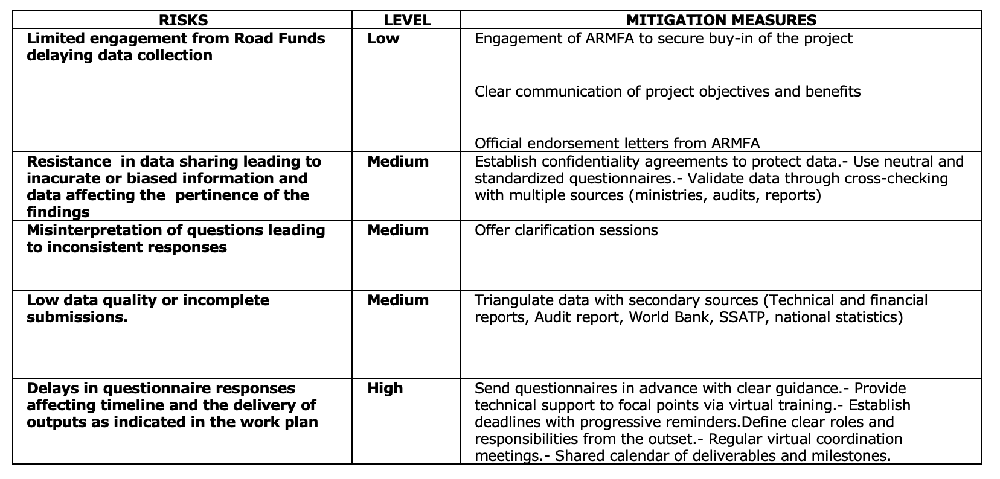 RISKS LEVEL MITIGATION MEASURES
Limited engagement from Road Funds
delaying data collection
Low
Engagement of ARMFA to secure buy-in of the project
Clear communication of project objectives and benefits
Official endorsement letters from ARMFA
Resistance  in data sharing leading to
inacurate or biased information and
data affecting the  pertinence of the
findings
Medium
Establish confidentiality agreements to protect data.- Use neutral and
standardized questionnaires.- Validate data through cross-checking
with multiple sources (ministries, audits, reports)
Misinterpretation of questions leading
to inconsistent responses
Medium
Offer clarification sessions
Low data quality or incomplete
submissions.
Medium
Triangulate data with secondary sources (Technical and financial
reports, Audit report, World Bank, SSATP, national statistics)
Delays in questionnaire responses
affecting timeline and the delivery of
outputs as indicated in the work plan
High
Send questionnaires in advance with clear guidance.- Provide
technical support to focal points via virtual training.- Establish
deadlines with progressive reminders.Define clear roles and
responsibilities from the outset.- Regular virtual coordination
meetings.- Shared calendar of deliverables and milestones.